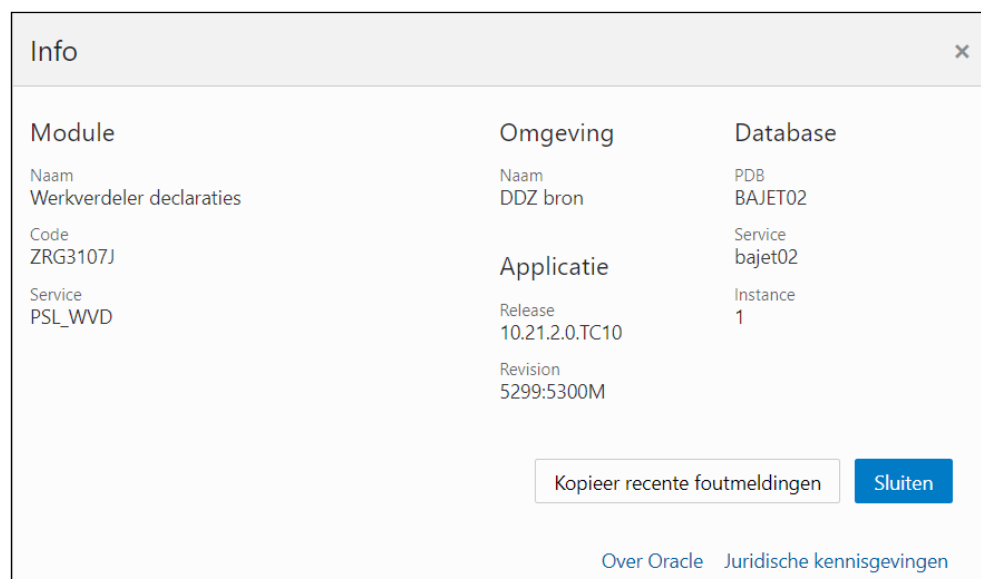 Info
×
Module
Naam
Werkverdeler declaraties
Code
ZRG3107J
Service
PSL_WVD
Omgeving
Naam
DDZ bron
Applicatie
Release
10.21.2.0.TC10
Revision
5299:5300M
Database
PDB
BAJET02
Service
bajet02
Instance
1
Kopieer recente foutmeldingen
Sluiten
Over Oracle
Juridische kennisgevingen